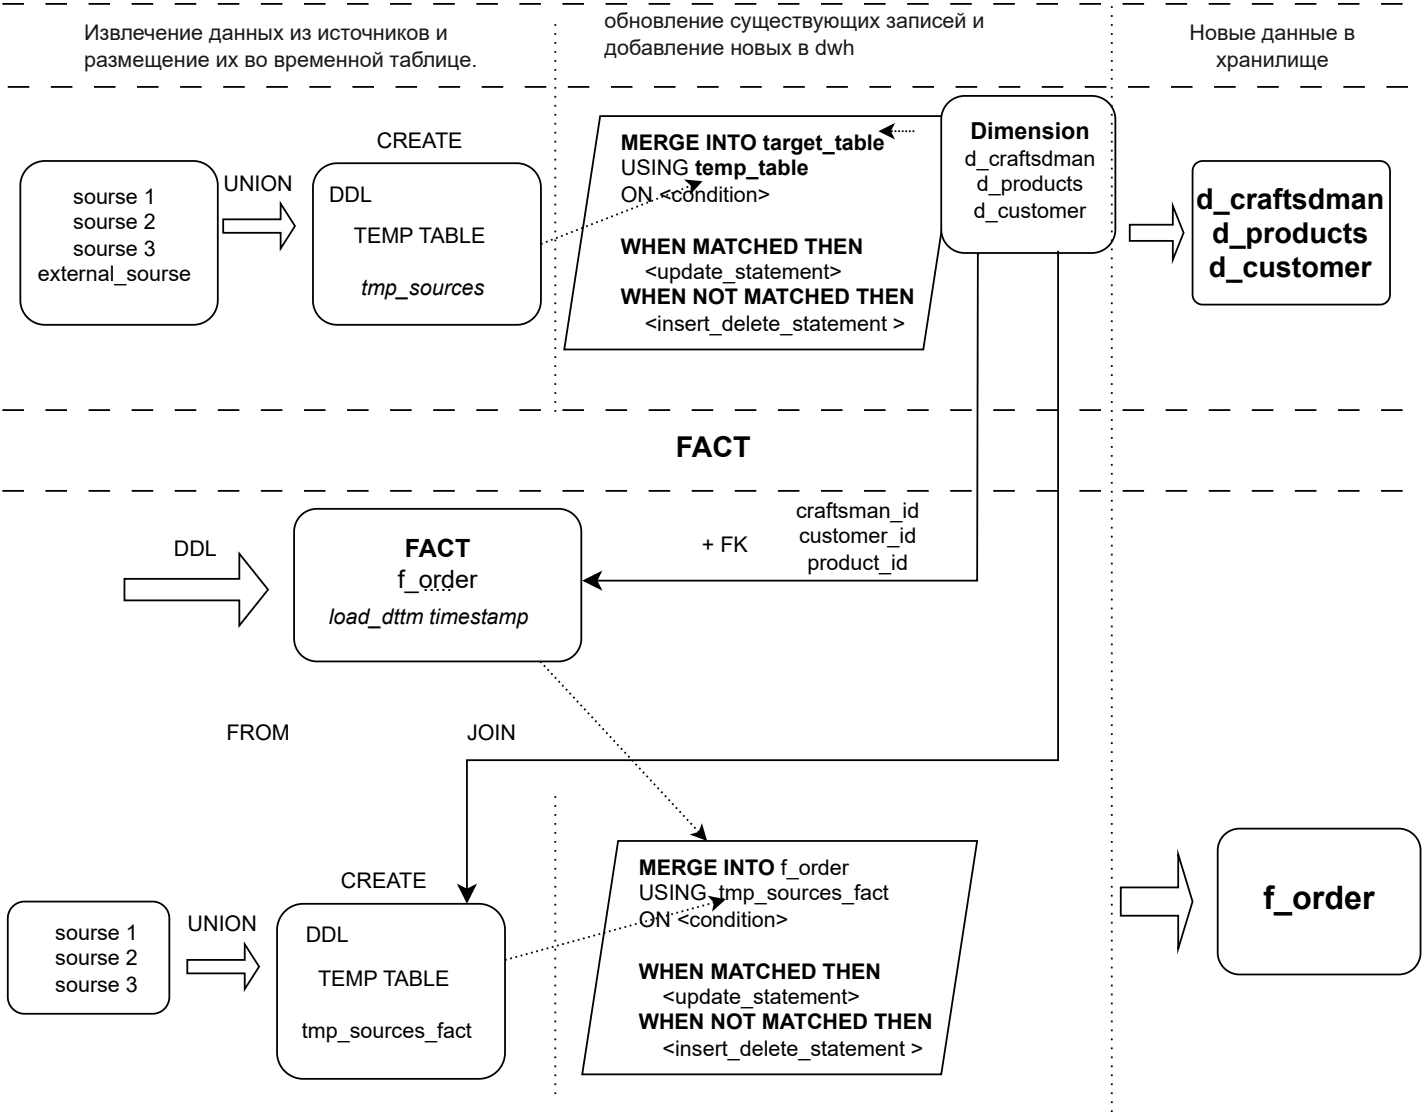 Извлечение данных из источников и
размещение их во временной таблице.
обновление существующих записей и
добавление новых в dwh
Новые данные в
хранилище
sourse 1
sourse 2
sourse 3
external_sourse
UNION
CREATE
DDL
TEMP TABLE
tmp_sources
MERGE INTO target_table
USING temp_table
ON <condition>
WHEN MATCHED THEN
<update_statement>
WHEN NOT MATCHED THEN
<insert_delete_statement >
Dimension
d_craftsdman
d_products
d_customer
d_craftsdman
d_products
d_customer
FACT
DDL
FACT
f_order
load_dttm timestamp
+ FK
craftsman_id
customer_id
product_id
FROM
JOIN
sourse 1
sourse 2
sourse 3
UNION
CREATE
DDL
TEMP TABLE
tmp_sources_fact
MERGE INTO f_order
USING tmp_sources_fact
ON <condition>
WHEN MATCHED THEN
<update_statement>
WHEN NOT MATCHED THEN
<insert_delete_statement >
f_order